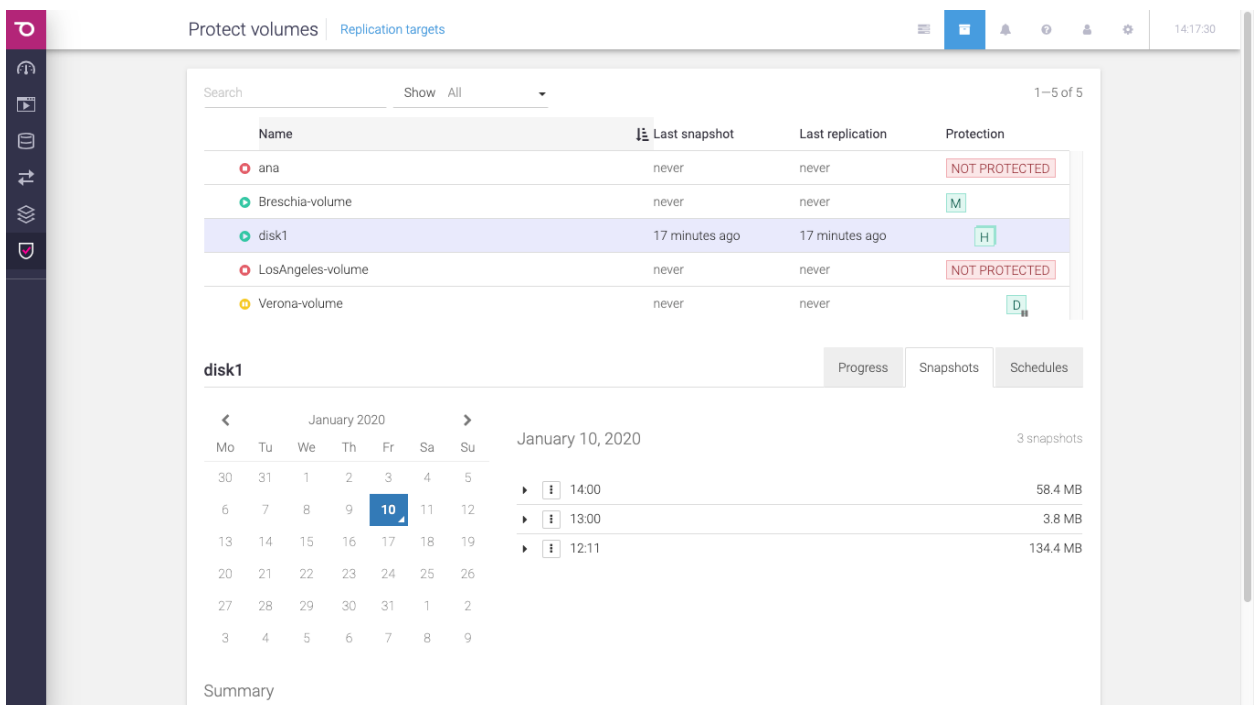 Protect volumes Replication targets 14:17:30
Search Show All 1—5 of 5
Name Last snapshot Last replication Protection
ana never never NOT PROTECTED
Breschia-volume never never M
disk1 17 minutes ago 17 minutes ago H
LosAngeles-volume never never NOT PROTECTED
Verona-volume never never D
disk1 Progress Snapshots Schedules
January 2020
Mo Tu We Th Fr Sa Su
30 31 1 2 3 4 5
6 7 8 9 10 11 12
13 14 15 16 17 18 19
20 21 22 23 24 25 26
27 28 29 30 31 1 2
3 4 5 6 7 8 9
January 10, 2020 3 snapshots
14:00 58.4 MB
13:00 3.8 MB
12:11 134.4 MB
Summary